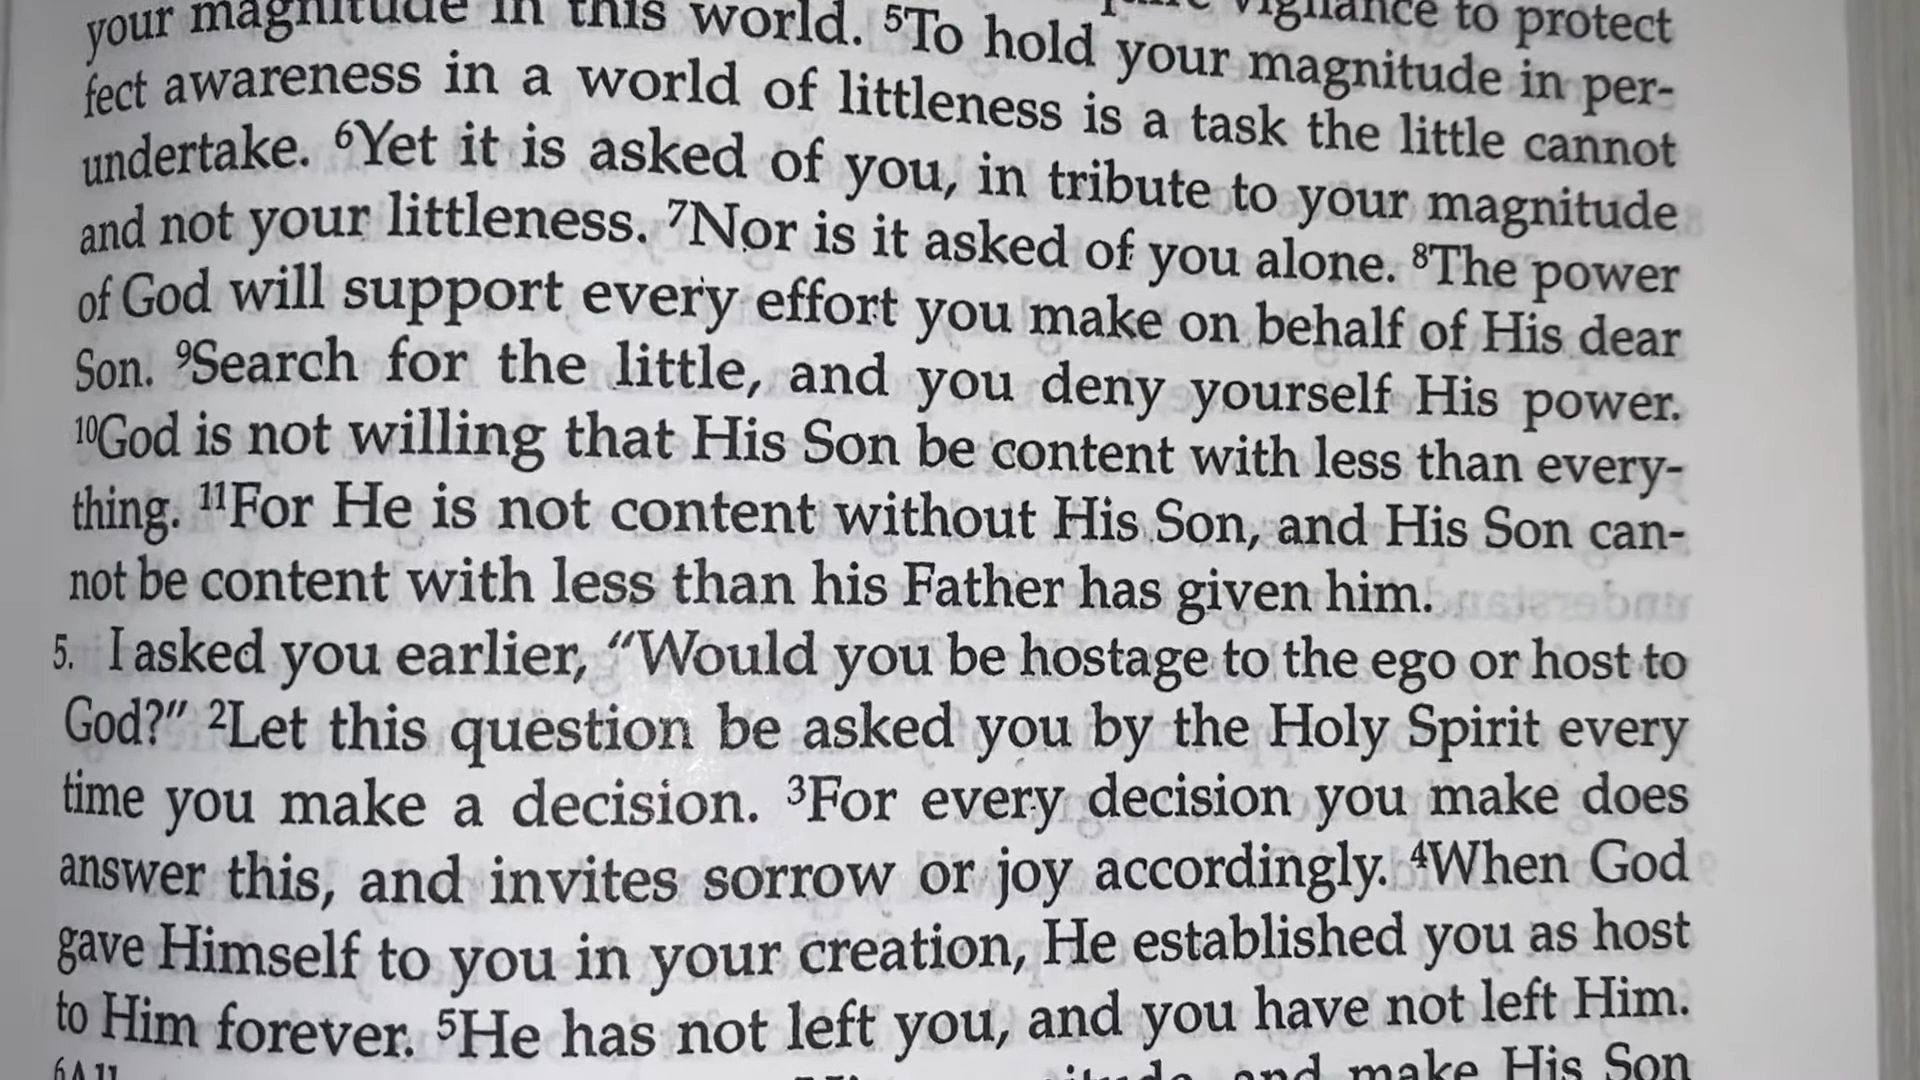 your magnitude in this world. ⁵To hold your magnitude in per-
vigilance to protect
fect awareness in a world of littleness is a task the little cannot
undertake. ⁶Yet it is asked of you, in tribute to your magnitude
and not your littleness. ⁷Nor is it asked of you alone. ⁸The power
of God will support every effort you make on behalf of His dear
Son. ⁹Search for the little, and you deny yourself His power.
¹⁰God is not willing that His Son be content with less than every-
thing. ¹¹For He is not content without His Son, and His Son can-
not be content with less than his Father has given him.
5. I asked you earlier, “Would you be hostage to the ego or host to
God?” ²Let this question be asked you by the Holy Spirit every
time you make a decision. ³For every decision you make does
answer this, and invites sorrow or joy accordingly. ⁴When God
gave Himself to you in your creation, He established you as host
to Him forever. ⁵He has not left you, and you have not left Him.
and make His Son